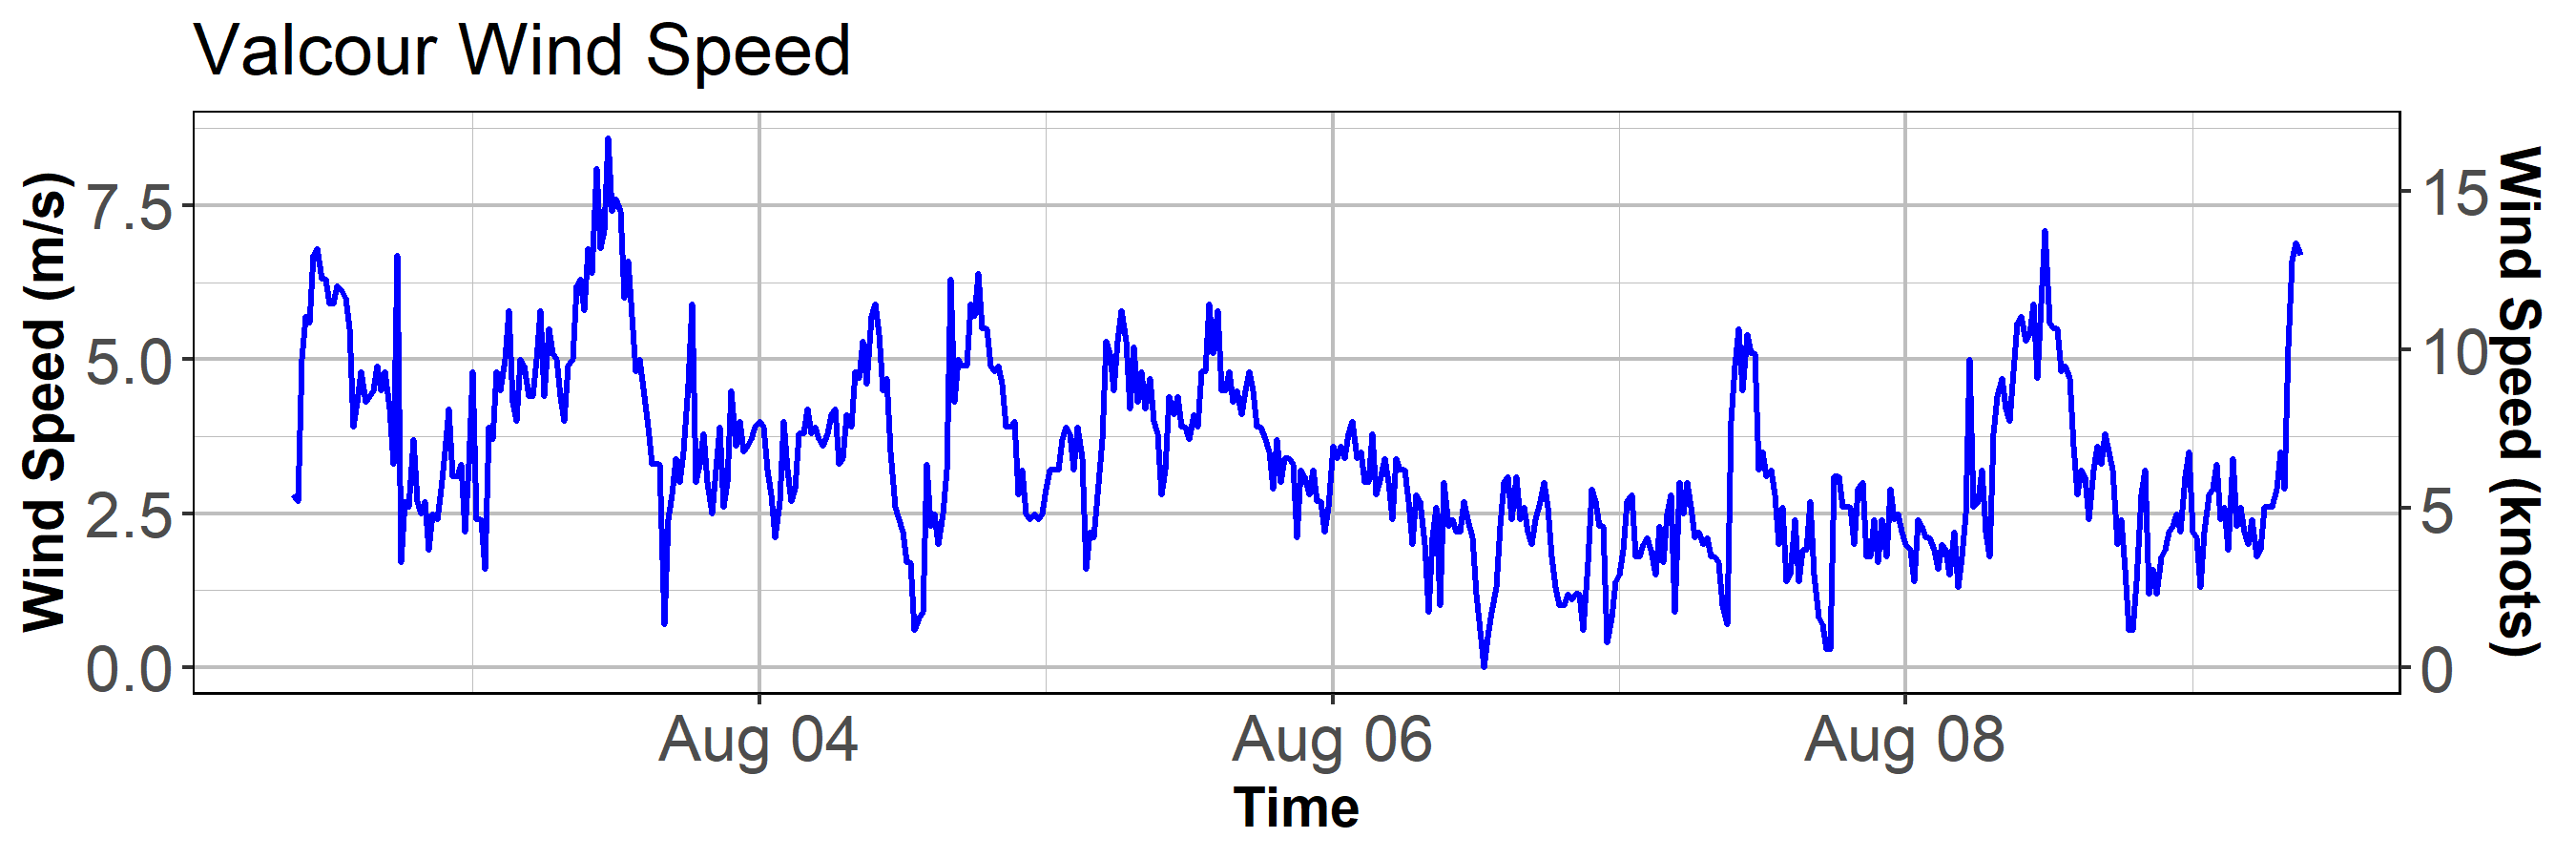 Valcour Wind Speed
Wind Speed (m/s)
7.5
5.0
2.5
0.0
15
10
5
0
Wind Speed (knots)
Aug 04
Aug 06
Aug 08
Time